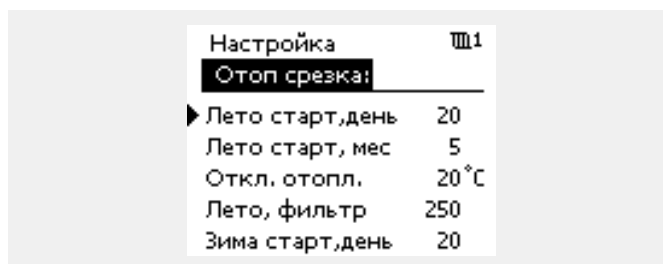 Настройка 1
Отоп срезка:
Лето старт,день 20
Лето старт, мес 5
Откл. отопл. 20°C
Лето, фильтр 250
Зима старт,день 20